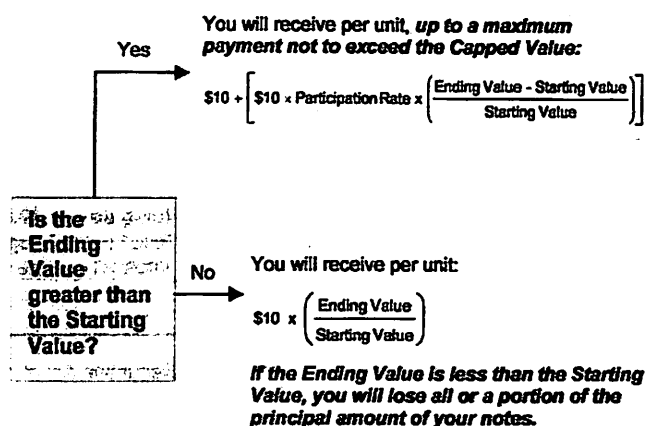 You will receive per unit, up to a maximum
payment not to exceed the Capped Value:
Yes
$10 + [$10 × Participation Rate x (Ending Value - Starting Value / Starting Value)]
Is the
Ending
Value
greater than
the Starting
Value?
No
You will receive per unit:
$10 x (Ending Value / Starting Value)
If the Ending Value is less than the Starting
Value, you will lose all or a portion of the
principal amount of your notes.